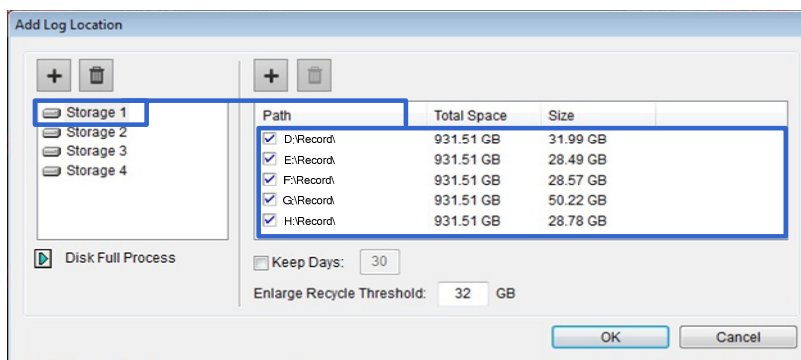 Add Log Location
Storage 1
Storage 2
Storage 3
Storage 4
Disk Full Process
Path Total Space Size
D:\Record\ 931.51 GB 31.99 GB
E:\Record\ 931.51 GB 28.49 GB
F:\Record\ 931.51 GB 28.57 GB
G:\Record\ 931.51 GB 50.22 GB
H:\Record\ 931.51 GB 28.78 GB
Keep Days: 30
Enlarge Recycle Threshold: 32 GB
OK Cancel